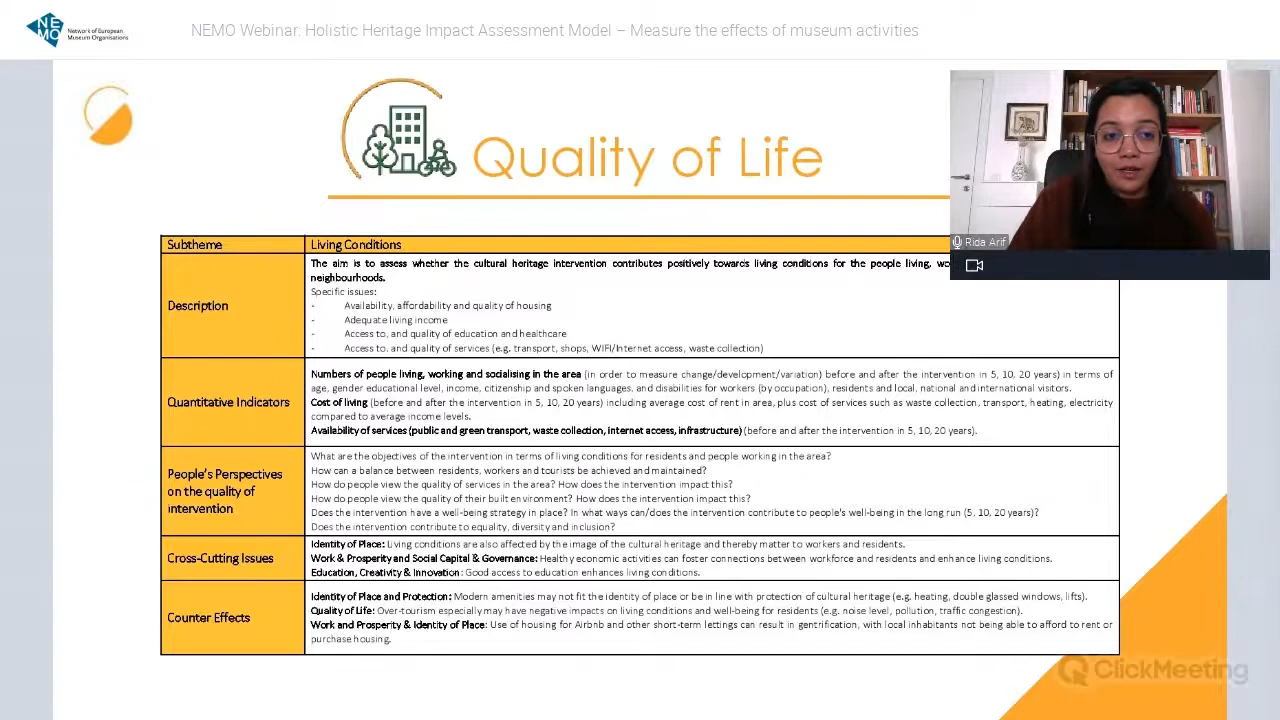 NEMO
Network of European
Museum Organisations
NEMO Webinar: Holistic Heritage Impact Assessment Model – Measure the effects of museum activities
Quality of Life
Rida Arif
Subtheme
Living Conditions
Description
The aim is to assess whether the cultural heritage intervention contributes positively towards living conditions for the people living,
neighbourhoods.
Specific issues:
- Availability, affordability and quality of housing
- Adequate living income
- Access to, and quality of education and healthcare
- Access to, and quality of services (e.g. transport, shops, WIFI/Internet access, waste collection)
Quantitative Indicators
Numbers of people living, working and socialising in the area (in order to measure change/development/variation) before and after the intervention in 5, 10, 20 years) in terms of
age, gender educational level, income, citizenship and spoken languages, and disabilities for workers (by occupation), residents and local, national and international visitors.
Cost of living (before and after the intervention in 5, 10, 20 years) including average cost of rent in area, plus cost of services such as waste collection, transport, heating, electricity
compared to average income levels.
Availability of services (public and green transport, waste collection, internet access, infrastructure) (before and after the intervention in 5, 10, 20 years).
People's Perspectives
on the quality of
intervention
What are the objectives of the intervention in terms of living conditions for residents and people working in the area?
How can a balance between residents, workers and tourists be achieved and maintained?
How do people view the quality of services in the area? How does the intervention impact this?
How do people view the quality of their built environment? How does the intervention impact this?
Does the intervention have a well-being strategy in place? In what ways can/does the intervention contribute to people's well-being in the long run (5, 10, 20 years)?
Does the intervention contribute to equality, diversity and inclusion?
Cross-Cutting Issues
Identity of Place: Living conditions are also affected by the image of the cultural heritage and thereby matter to workers and residents.
Work & Prosperity and Social Capital & Governance: Healthy economic activities can foster connections between workforce and residents and enhance living conditions.
Education, Creativity & Innovation: Good access to education enhances living conditions.
Counter Effects
Identity of Place and Protection: Modern amenities may not fit the identity of place or be in line with protection of cultural heritage (e.g. heating, double glassed windows, lifts).
Quality of Life: Over-tourism especially may have negative impacts on living conditions and well-being for residents (e.g. noise level, pollution, traffic congestion).
Work and Prosperity & Identity of Place: Use of housing for Airbnb and other short-term lettings can result in gentrification, with local inhabitants not being able to afford to rent or
purchase housing.
ClickMeeting